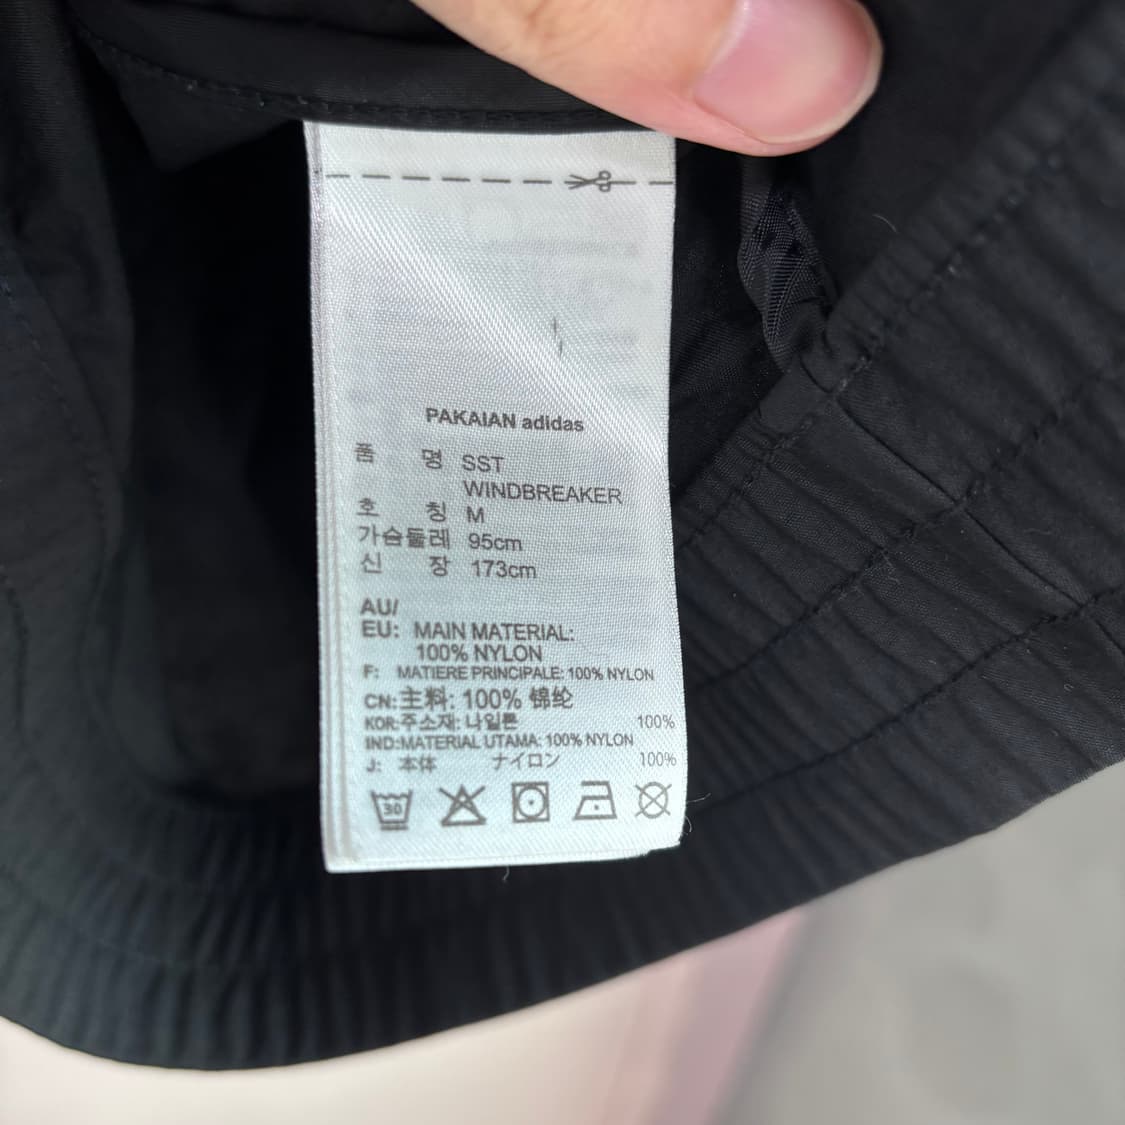 PAKAIAN adidas
품 명 SST
WINDBREAKER
호 칭 M
가슴둘레 95cm
신 장 173cm
AU/
EU: MAIN MATERIAL:
100% NYLON
F: MATIERE PRINCIPALE: 100% NYLON
CN: 主料: 100% 锦纶
KOR:주소재: 나일론 100%
IND:MATERIAL UTAMA: 100% NYLON
J: 本体 ナイロン 100%
30